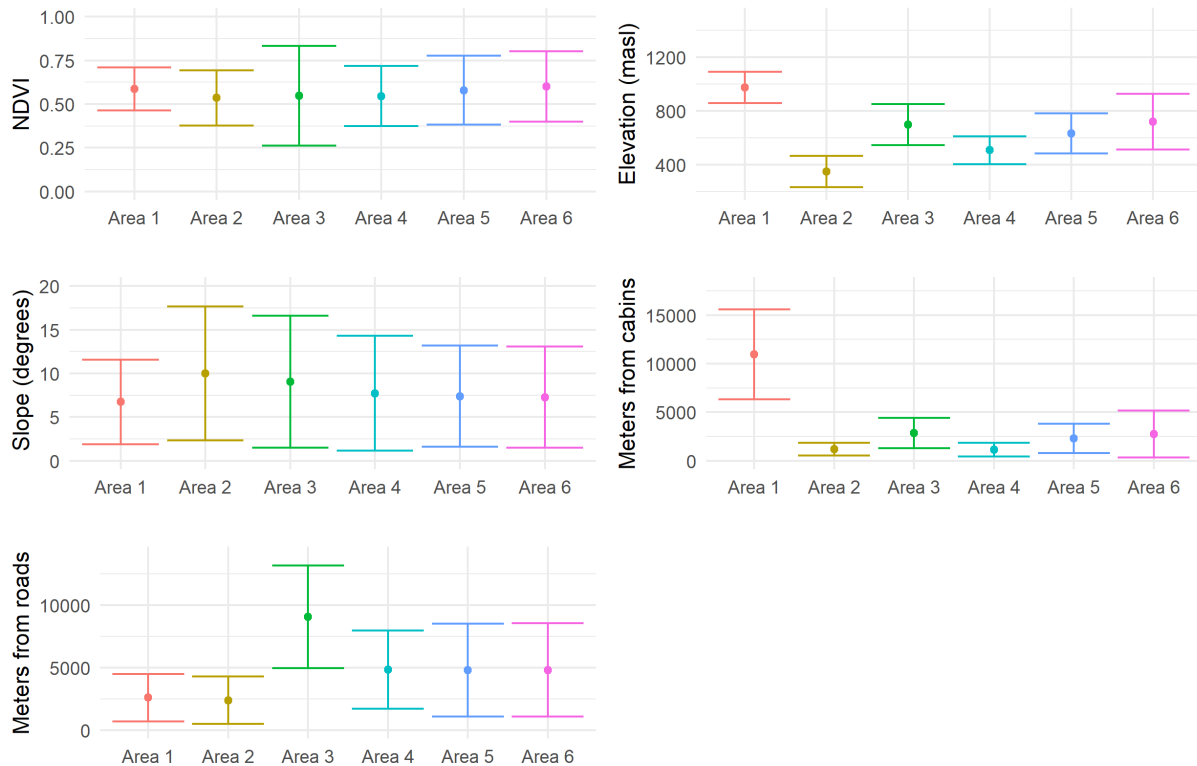 NDVI
1.00
0.75
0.50
0.25
0.00
Area 1 Area 2 Area 3 Area 4 Area 5 Area 6
Elevation (masl)
1200
800
400
Area 1 Area 2 Area 3 Area 4 Area 5 Area 6
Slope (degrees)
20
15
10
5
0
Area 1 Area 2 Area 3 Area 4 Area 5 Area 6
Meters from cabins
15000
10000
5000
0
Area 1 Area 2 Area 3 Area 4 Area 5 Area 6
Meters from roads
10000
5000
0
Area 1 Area 2 Area 3 Area 4 Area 5 Area 6